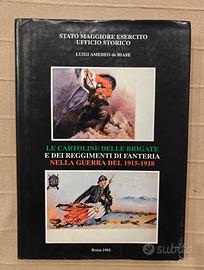 STATO MAGGIORE ESERCITO
UFFICIO STORICO
LUIGI AMEDEO de BIASE
LE CARTOLINE DELLE BRIGATE
E DEI REGGIMENTI DI FANTERIA
NELLA GUERRA DEL 1915-1918
Roma 1993
subito